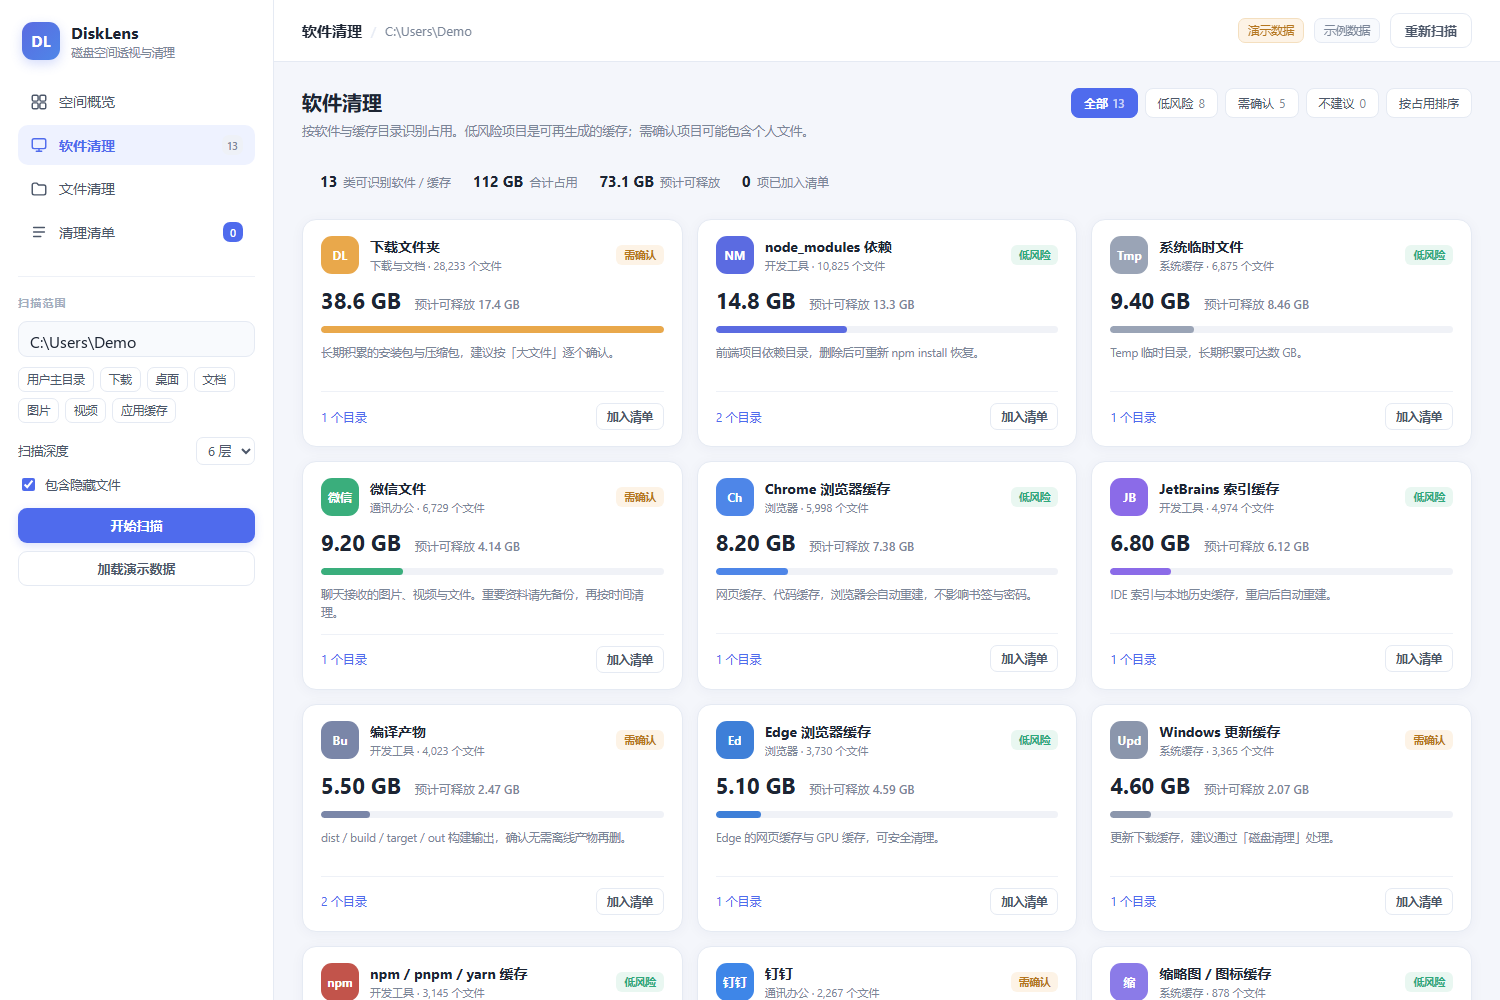 DL
DiskLens
磁盘空间透视与清理
空间概览
软件清理 13
文件清理
清理清单 0
扫描范围
C:\Users\Demo
用户主目录 下载 桌面 文档
图片 视频 应用缓存
扫描深度 6 层
包含隐藏文件
开始扫描
加载演示数据
软件清理 / C:\Users\Demo
演示数据 示例数据 重新扫描
软件清理
按软件与缓存目录识别占用。低风险项目是可再生成的缓存；需确认项目可能包含个人文件。
全部 13 低风险 8 需确认 5 不建议 0 按占用排序
13 类可识别软件 / 缓存 112 GB 合计占用 73.1 GB 预计可释放 0 项已加入清单
DL
下载文件夹
下载与文档 · 28,233 个文件
需确认
38.6 GB 预计可释放 17.4 GB
长期积累的安装包与压缩包，建议按「大文件」逐个确认。
1 个目录 加入清单
NM
node_modules 依赖
开发工具 · 10,825 个文件
低风险
14.8 GB 预计可释放 13.3 GB
前端项目依赖目录，删除后可重新 npm install 恢复。
2 个目录 加入清单
Tmp
系统临时文件
系统缓存 · 6,875 个文件
低风险
9.40 GB 预计可释放 8.46 GB
Temp 临时目录，长期积累可达数 GB。
1 个目录 加入清单
微信
微信文件
通讯办公 · 6,729 个文件
需确认
9.20 GB 预计可释放 4.14 GB
聊天接收的图片、视频与文件。重要资料请先备份，再按时间清
理。
1 个目录 加入清单
Ch
Chrome 浏览器缓存
浏览器 · 5,998 个文件
低风险
8.20 GB 预计可释放 7.38 GB
网页缓存、代码缓存，浏览器会自动重建，不影响书签与密码。
1 个目录 加入清单
JB
JetBrains 索引缓存
开发工具 · 4,974 个文件
低风险
6.80 GB 预计可释放 6.12 GB
IDE 索引与本地历史缓存，重启后自动重建。
1 个目录 加入清单
Bu
编译产物
开发工具 · 4,023 个文件
需确认
5.50 GB 预计可释放 2.47 GB
dist / build / target / out 构建输出，确认无需离线产物再删。
2 个目录 加入清单
Ed
Edge 浏览器缓存
浏览器 · 3,730 个文件
低风险
5.10 GB 预计可释放 4.59 GB
Edge 的网页缓存与 GPU 缓存，可安全清理。
1 个目录 加入清单
Upd
Windows 更新缓存
系统缓存 · 3,365 个文件
需确认
4.60 GB 预计可释放 2.07 GB
更新下载缓存，建议通过「磁盘清理」处理。
1 个目录 加入清单
npm
npm / pnpm / yarn 缓存
开发工具 · 3,145 个文件
低风险
钉钉
钉钉
通讯办公 · 2,267 个文件
需确认
缩
缩略图 / 图标缓存
系统缓存 · 878 个文件
低风险